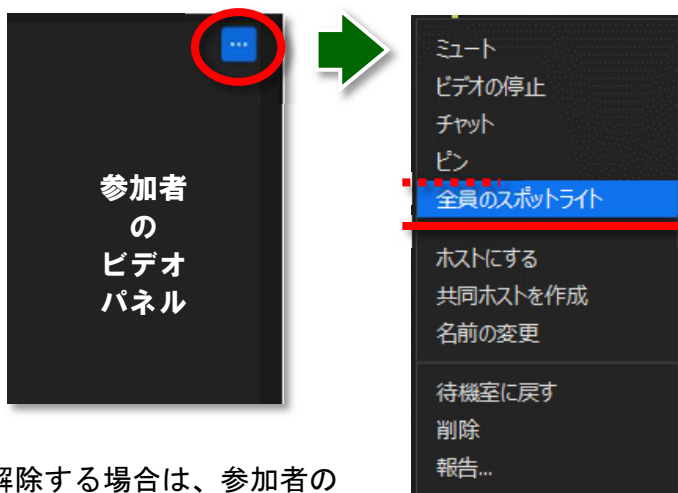 …
参加者
の
ビデオ
パネル
ミュート
ビデオの停止
チャット
ピン
全員のスポットライト
ホストにする
共同ホストを作成
名前の変更
待機室に戻す
削除
報告...
解除する場合は、参加者の